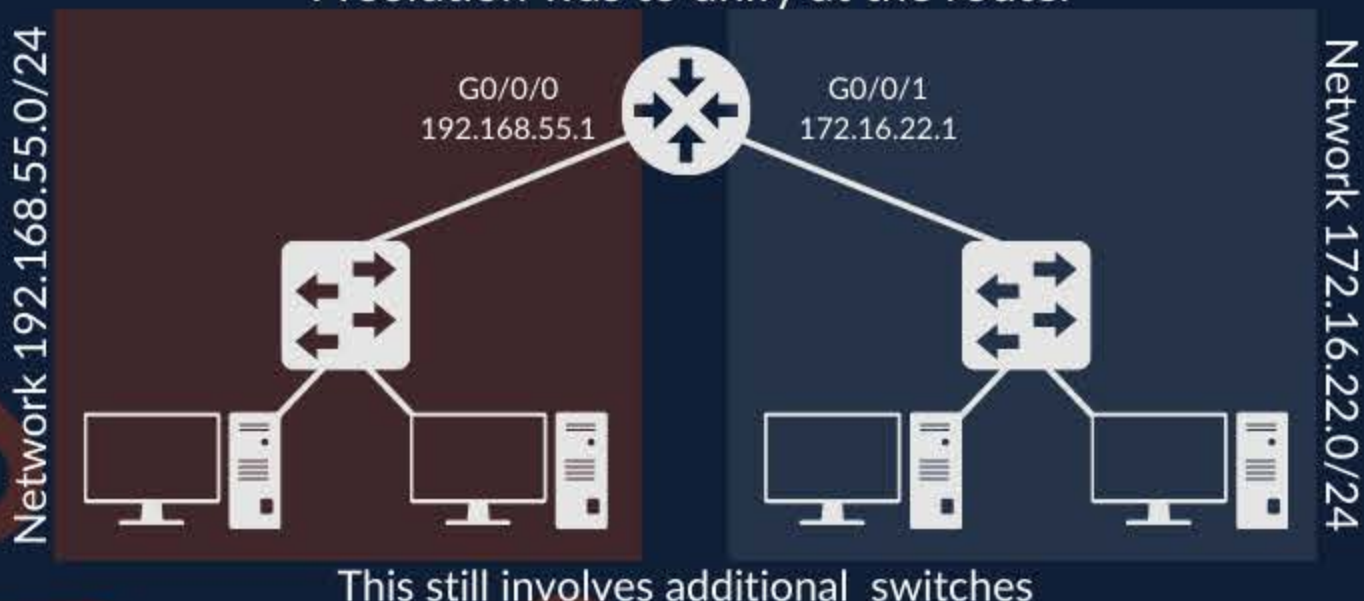 Network 192.168.55.0/24
G0/0/0
192.168.55.1
G0/0/1
172.16.22.1
Network 172.16.22.0/24
This still involves additional switches